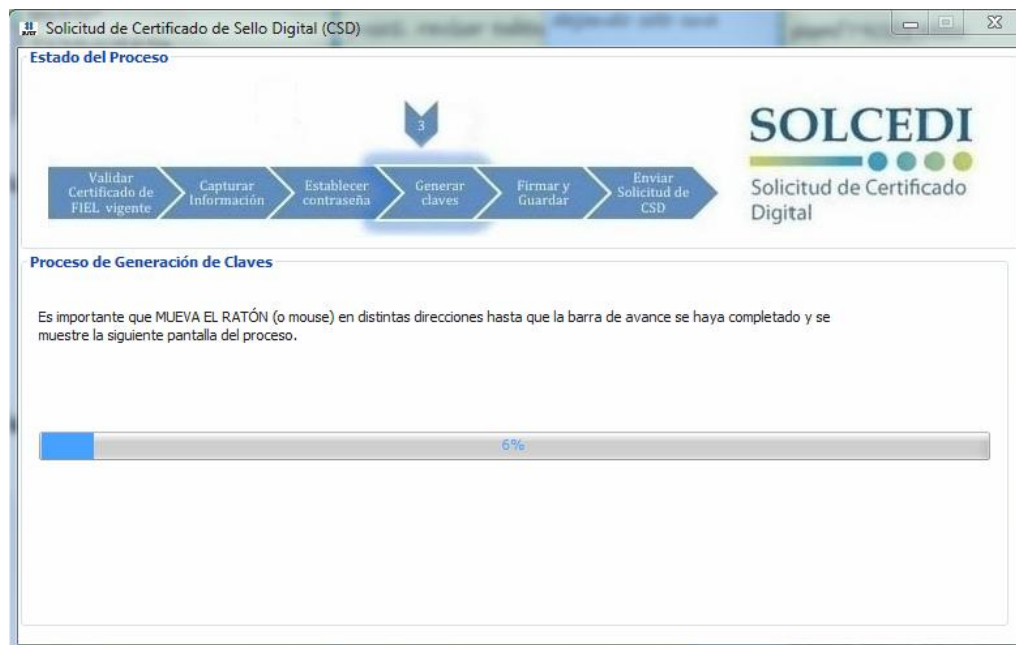 Solicitud de Certificado de Sello Digital (CSD)
Estado del Proceso
3
Validar
Certificado de
FIEL vigente
Capturar
Información
Establecer
contraseña
Generar
claves
Firmar y
Guardar
Enviar
Solicitud de
CSD
SOLCEDI
Solicitud de Certificado
Digital
Proceso de Generación de Claves
Es importante que MUEVA EL RATÓN (o mouse) en distintas direcciones hasta que la barra de avance se haya completado y se
muestre la siguiente pantalla del proceso.
6%